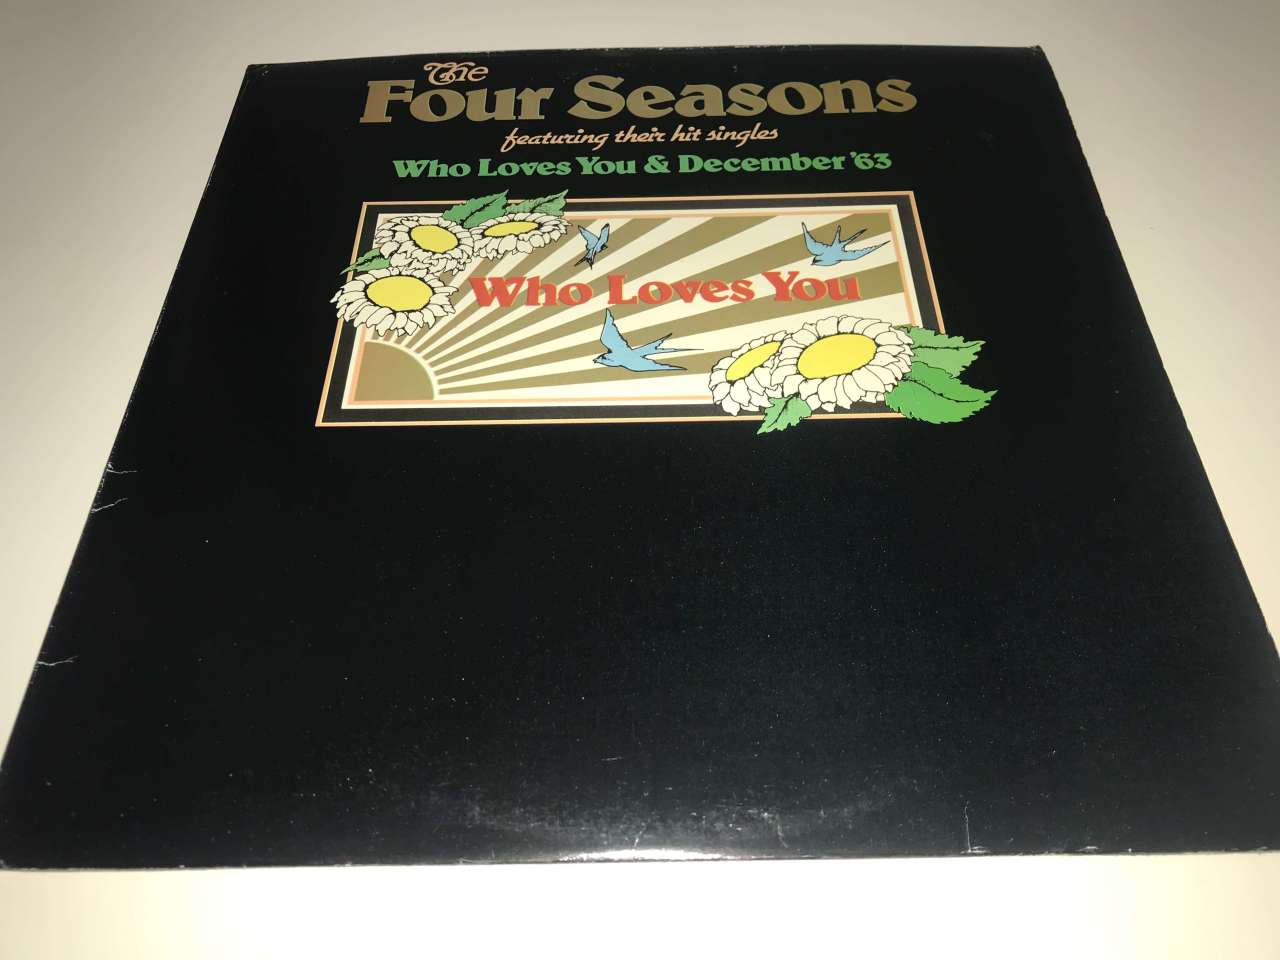 The
Four Seasons
featuring their hit singles
Who Loves You & December '63
Who Loves You